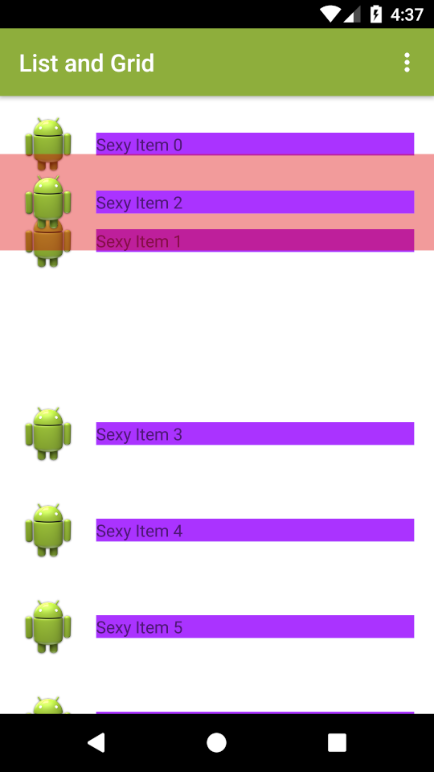 4:37
List and Grid
Sexy Item 0
Sexy Item 2
Sexy Item 1
Sexy Item 3
Sexy Item 4
Sexy Item 5